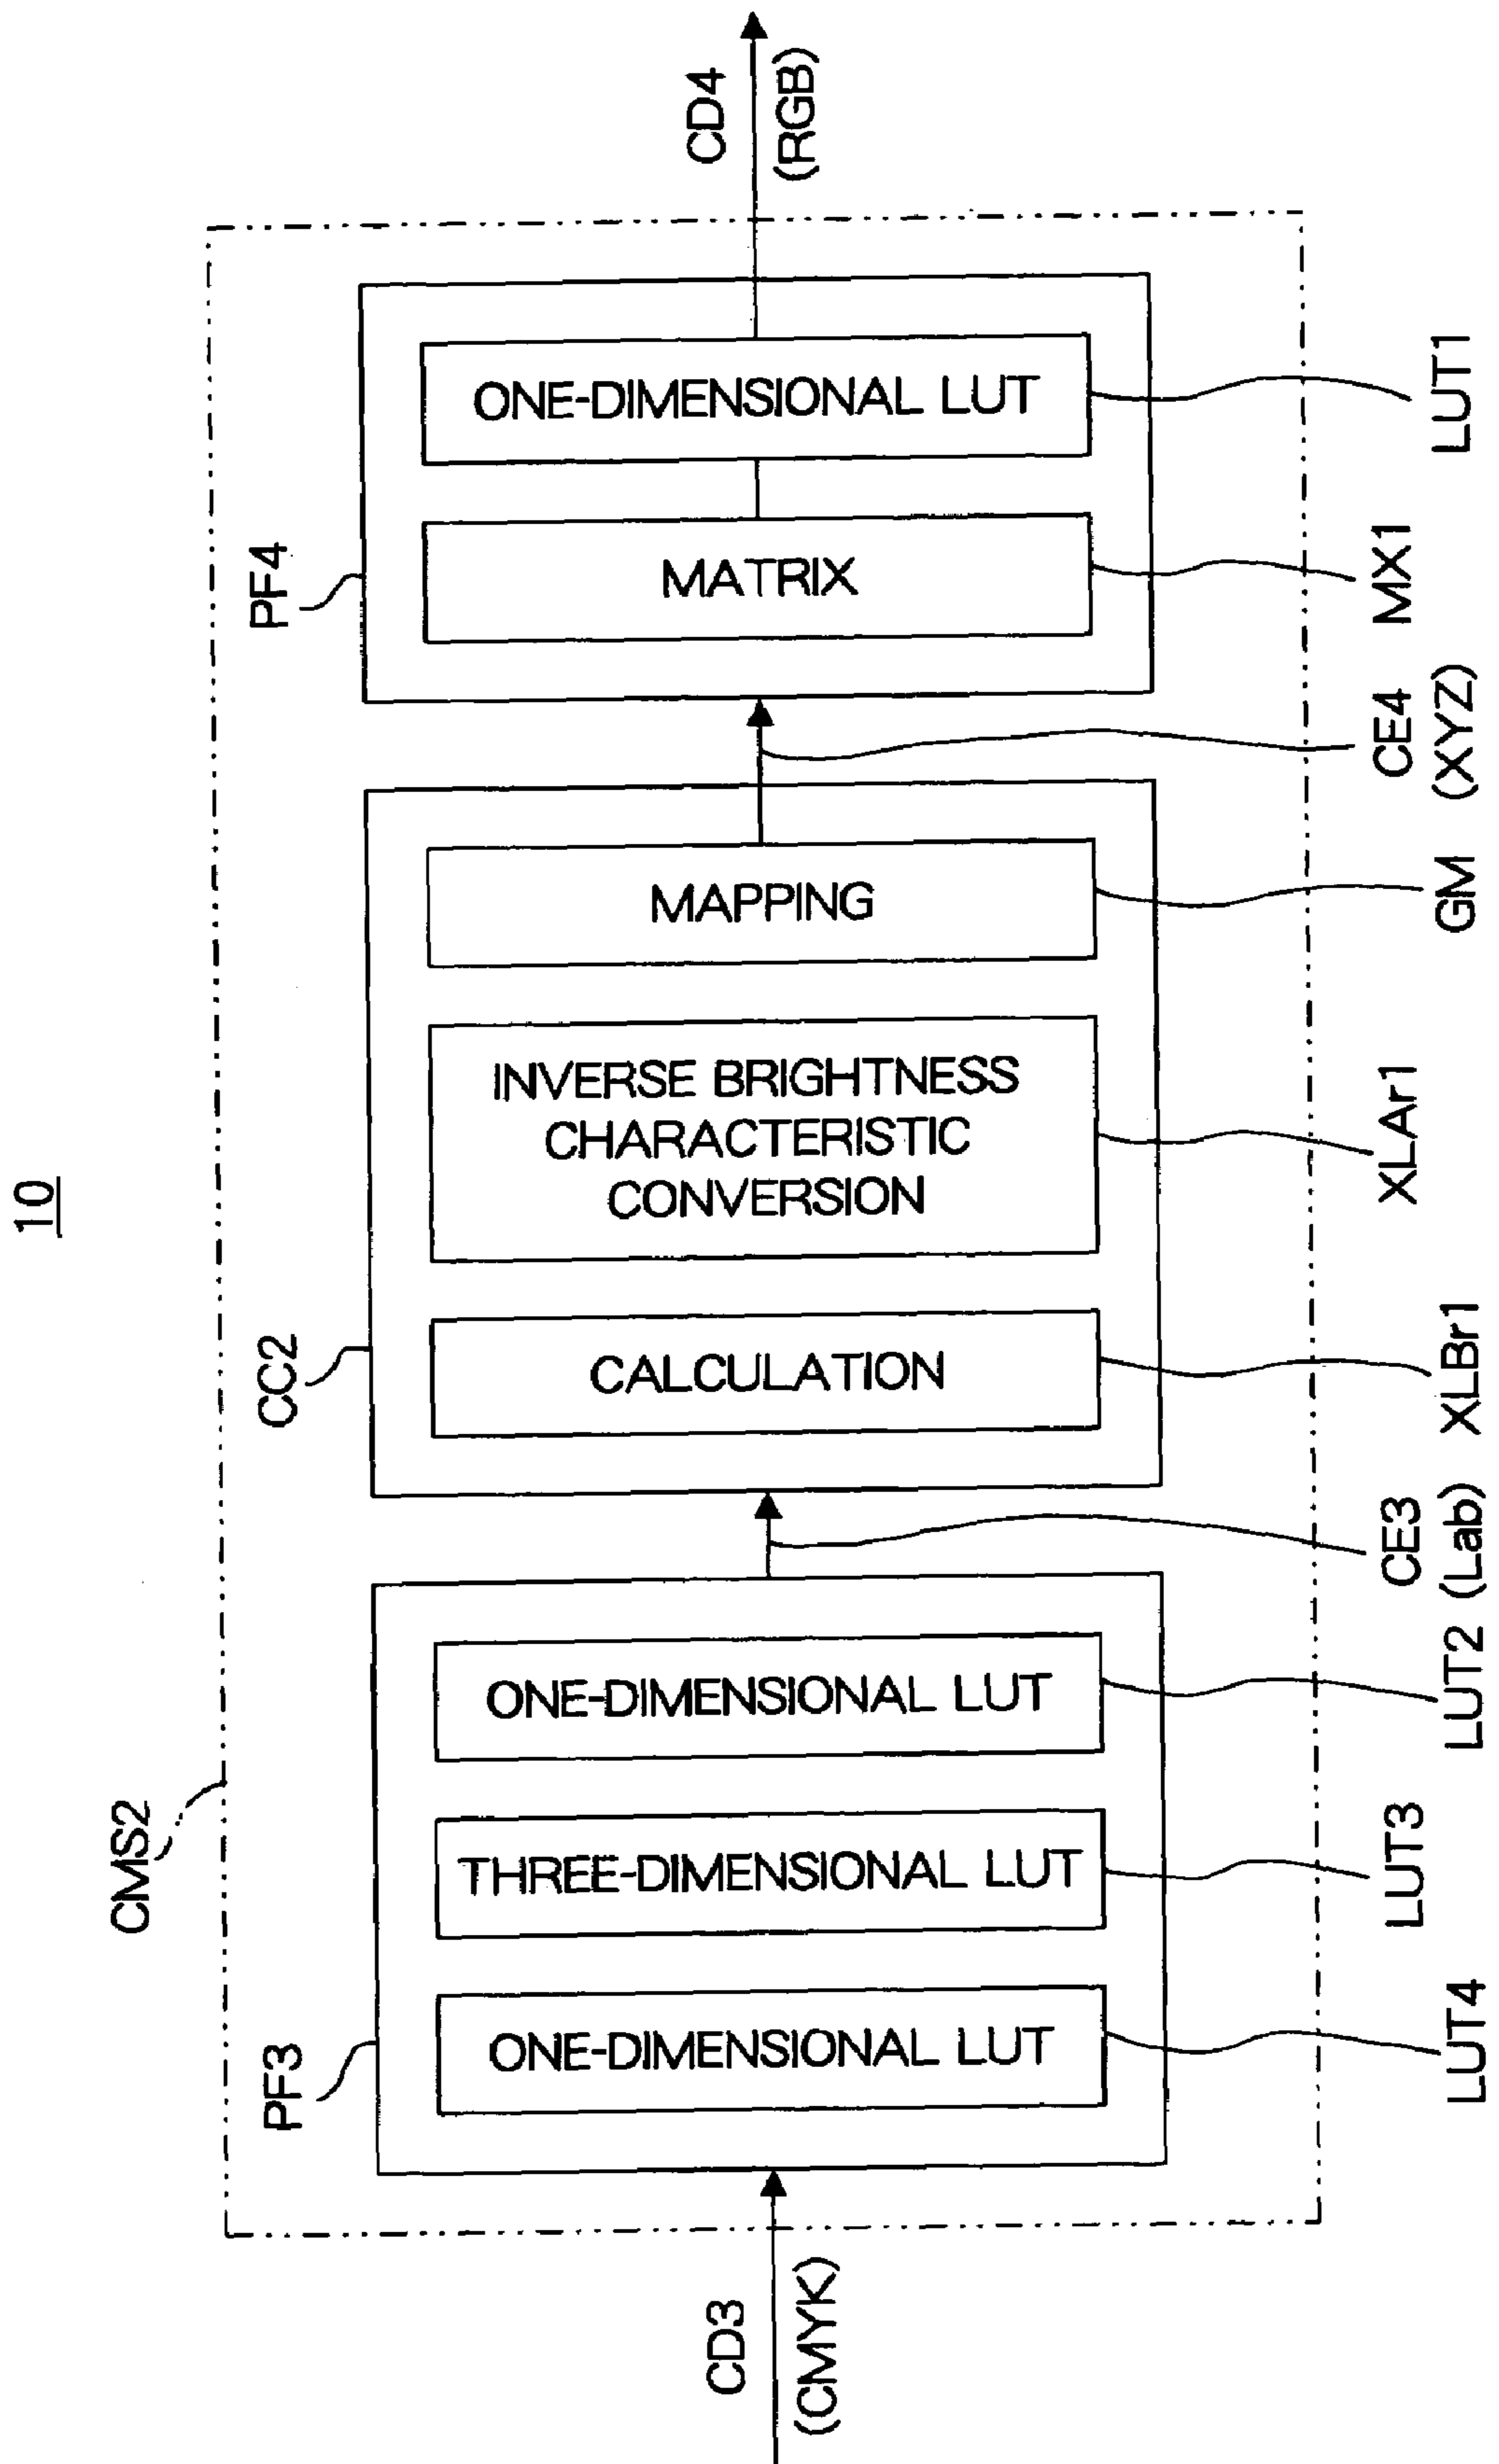 10
CMS2
PF3
CC2
PF4
CD3
(CMYK)
ONE-DIMENSIONAL LUT
THREE-DIMENSIONAL LUT
ONE-DIMENSIONAL LUT
CALCULATION
INVERSE BRIGHTNESS
CHARACTERISTIC
CONVERSION
MAPPING
MATRIX
ONE-DIMENSIONAL LUT
CD4
(RGB)
LUT4
LUT3
LUT2
CE3
(Lab)
XLBr1
XLAr1
GM
CE4
(XYZ)
MX1
LUT1